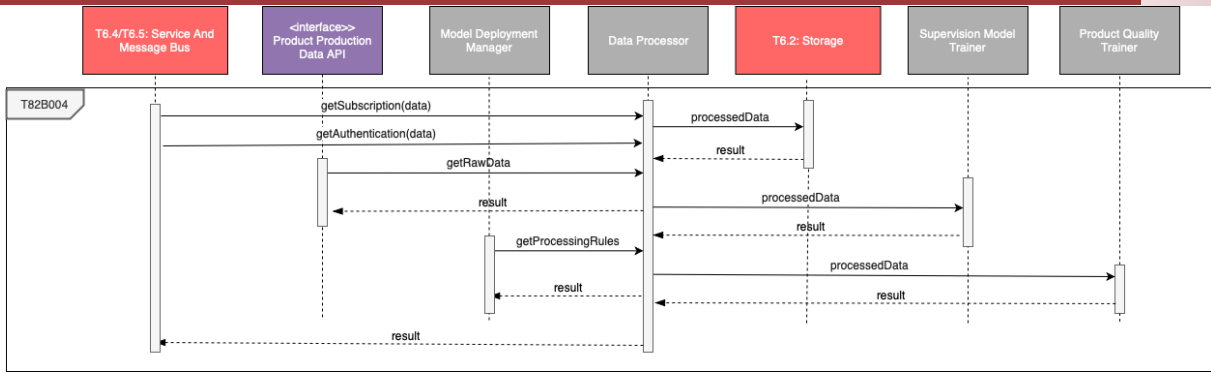 T6.4/T6.5: Service And
Message Bus
<interface>>
Product Production
Data API
Model Deployment
Manager
Data Processor
T6.2: Storage
Supervision Model
Trainer
Product Quality
Trainer
T82B004
getSubscription(data)
processedData
getAuthentication(data)
result
getRawData
processedData
result
result
getProcessingRules
processedData
result
result
result